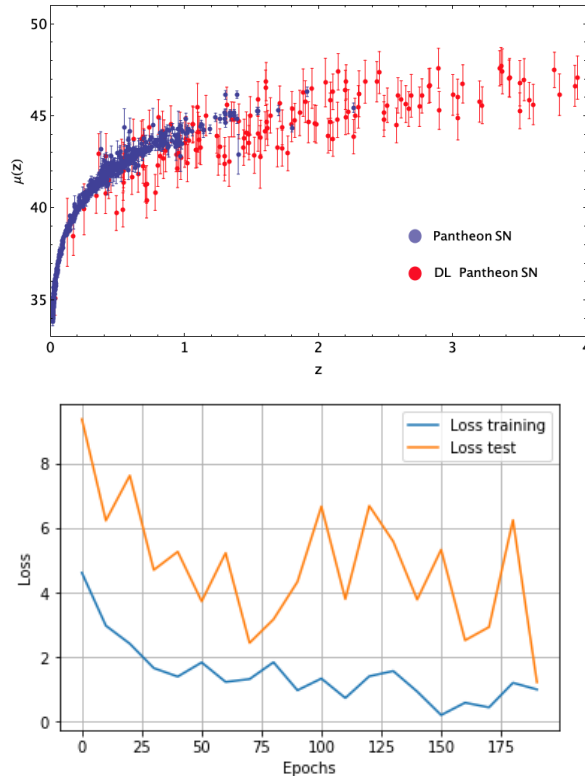 50
45
40
35
μ(z)
Pantheon SN
DL Pantheon SN
0 1 2 3 4
z
Loss training
Loss test
8
6
4
2
0
Loss
0 25 50 75 100 125 150 175
Epochs